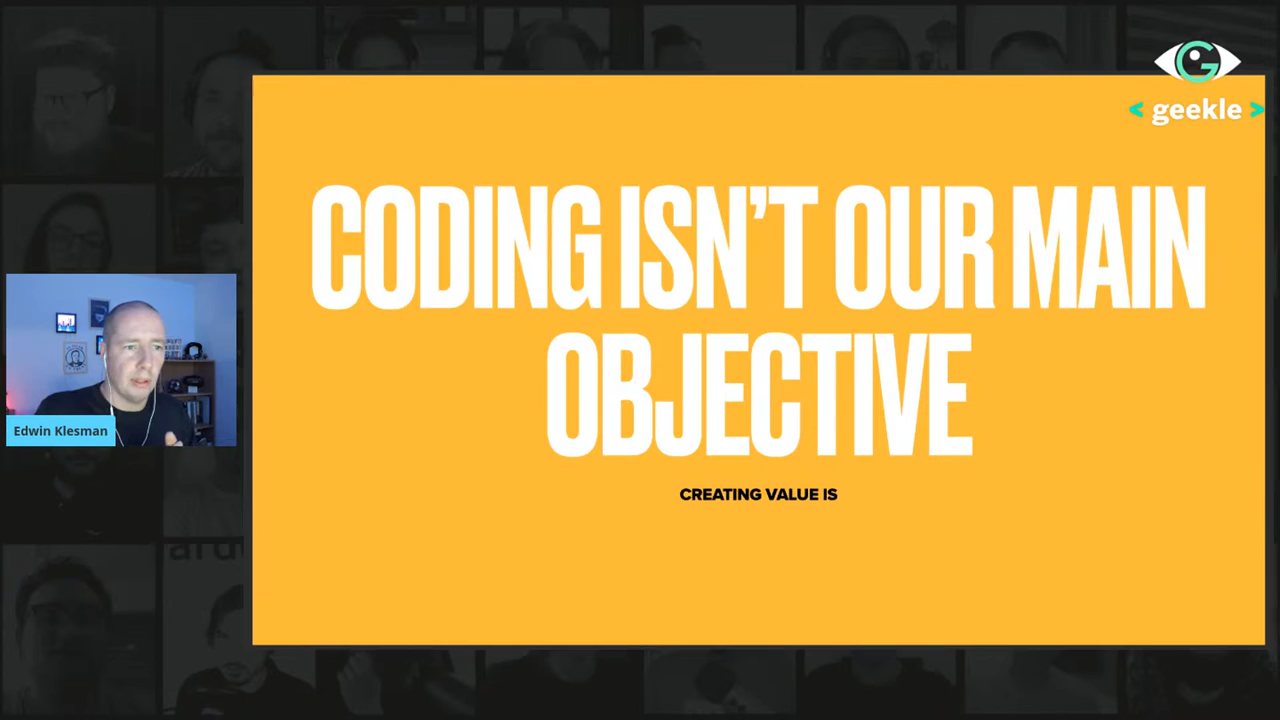 < geekle >
CODING ISN’T OUR MAIN
OBJECTIVE
CREATING VALUE IS
Edwin Klesman